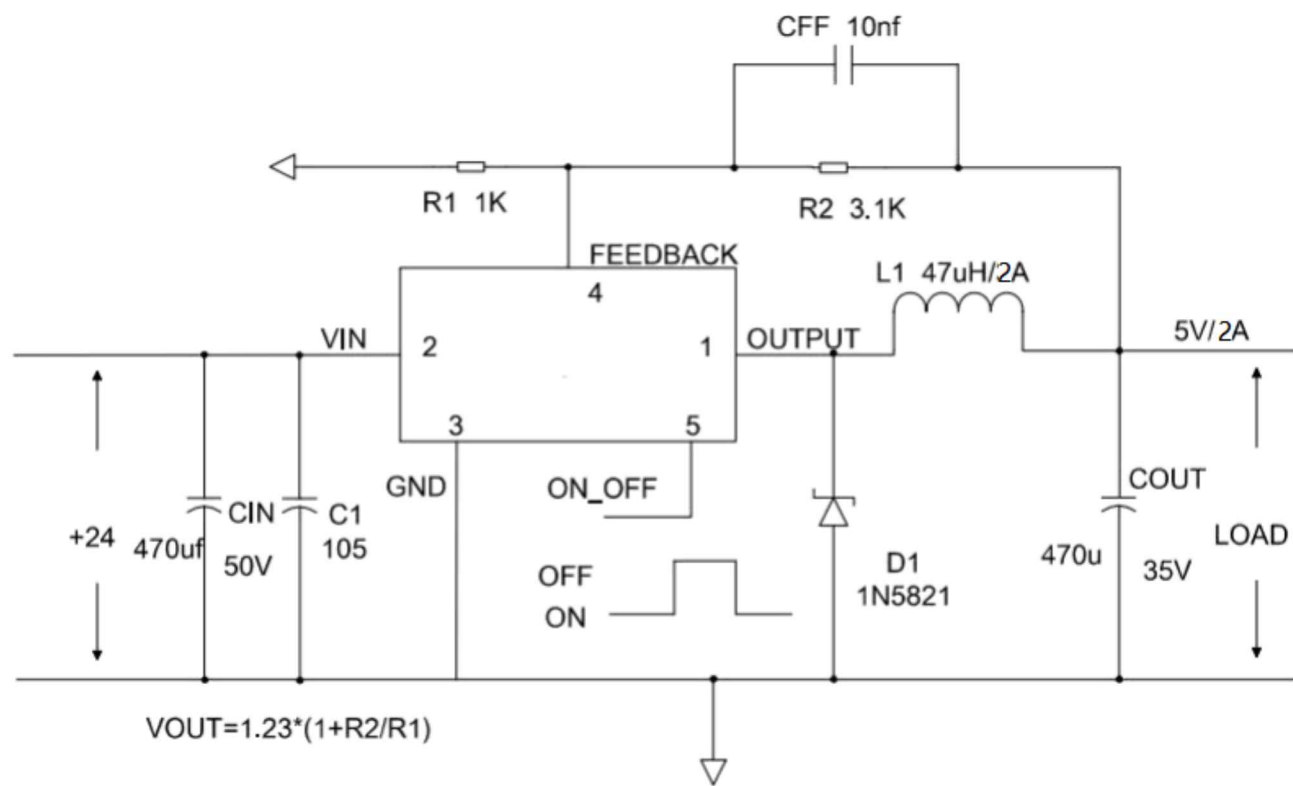 CFF 10nf
R1 1K
R2 3.1K
FEEDBACK
4
L1 47uH/2A
VIN
2
1
OUTPUT
5V/2A
3
5
GND
ON_OFF
COUT
+24
470uf
CIN
50V
C1
105
OFF
ON
D1
1N5821
470u
35V
LOAD
VOUT=1.23*(1+R2/R1)